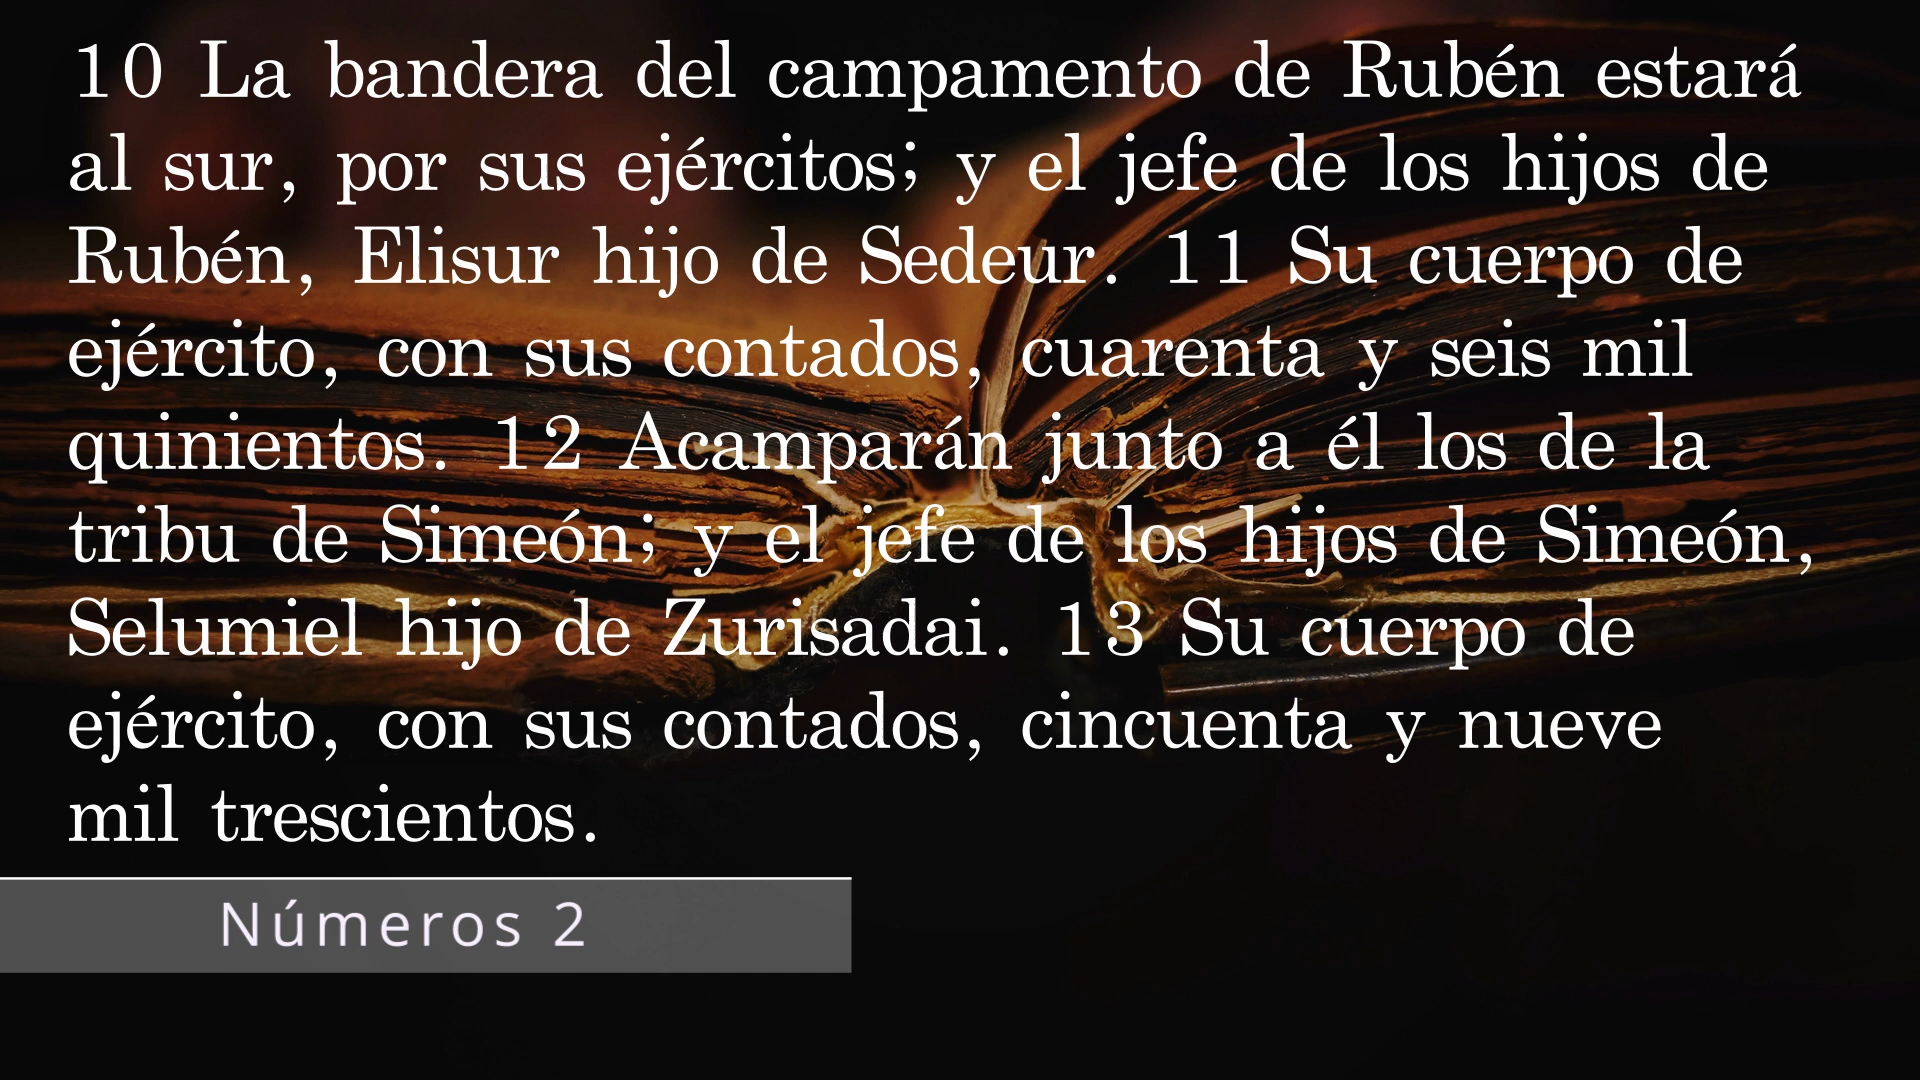 10 La bandera del campamento de Rubén estará
al sur, por sus ejércitos; y el jefe de los hijos de
Rubén, Elisur hijo de Sedeur. 11 Su cuerpo de
ejército, con sus contados, cuarenta y seis mil
quinientos. 12 Acamparán junto a él los de la
tribu de Simeón; y el jefe de los hijos de Simeón,
Selumiel hijo de Zurisadai. 13 Su cuerpo de
ejército, con sus contados, cincuenta y nueve
mil trescientos.
Números 2